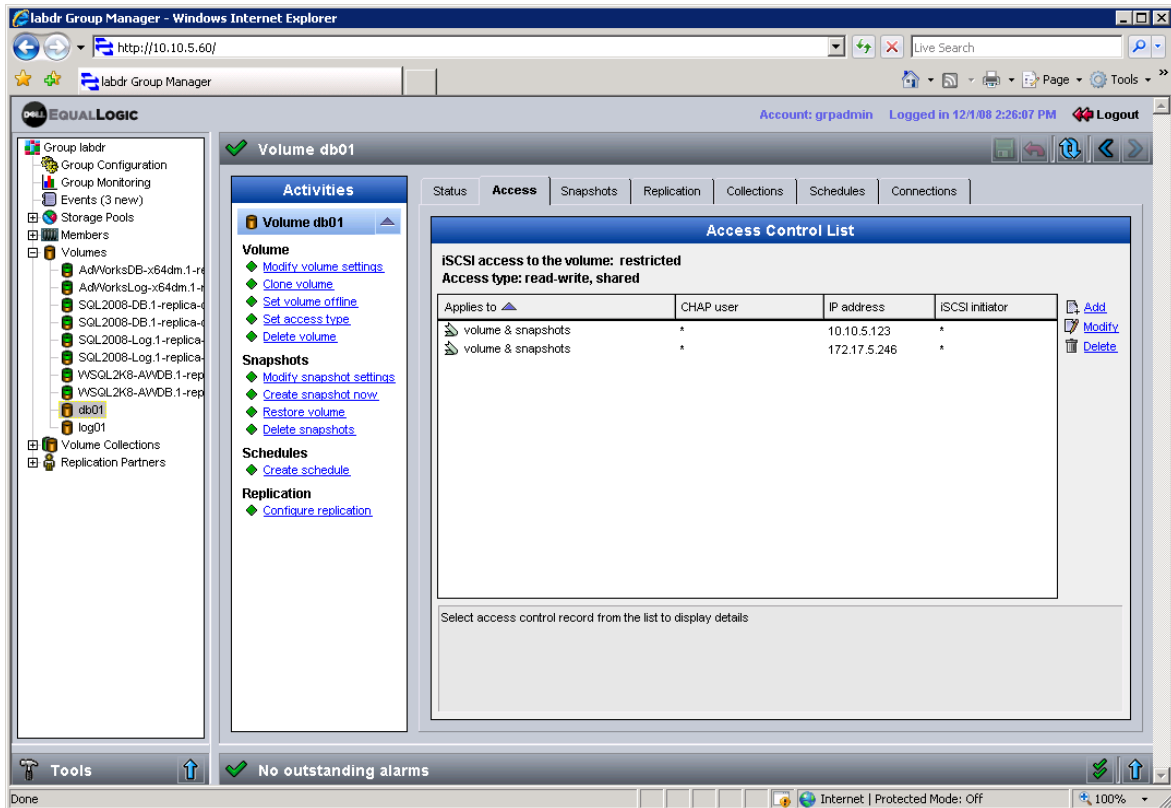 labdr Group Manager - Windows Internet Explorer
http://10.10.5.60/
Live Search
labdr Group Manager
Page
Tools
»
DELL EQUALLOGIC
Account: grpadmin Logged in 12/1/08 2:26:07 PM Logout
Group labdr
Group Configuration
Group Monitoring
Events (3 new)
Storage Pools
Members
Volumes
AdWorksDB-x64dm.1-re
AdWorksLog-x64dm.1-r
SQL2008-DB.1-replica-
SQL2008-DB.1-replica-
SQL2008-Log.1-replica-
SQL2008-Log.1-replica-
WSQL2K8-AWDB.1-rep
WSQL2K8-AWDB.1-rep
db01
log01
Volume Collections
Replication Partners
Volume db01
Activities
Volume db01
Volume
Modify volume settings
Clone volume
Set volume offline
Set access type
Delete volume
Snapshots
Modify snapshot settings
Create snapshot now
Restore volume
Delete snapshots
Schedules
Create schedule
Replication
Configure replication
Status Access Snapshots Replication Collections Schedules Connections
Access Control List
iSCSI access to the volume: restricted
Access type: read-write, shared
Applies to CHAP user IP address iSCSI initiator
volume & snapshots * 10.10.5.123 *
volume & snapshots * 172.17.5.246 *
Add
Modify
Delete
Select access control record from the list to display details
Tools
No outstanding alarms
Done
Internet | Protected Mode: Off
100%